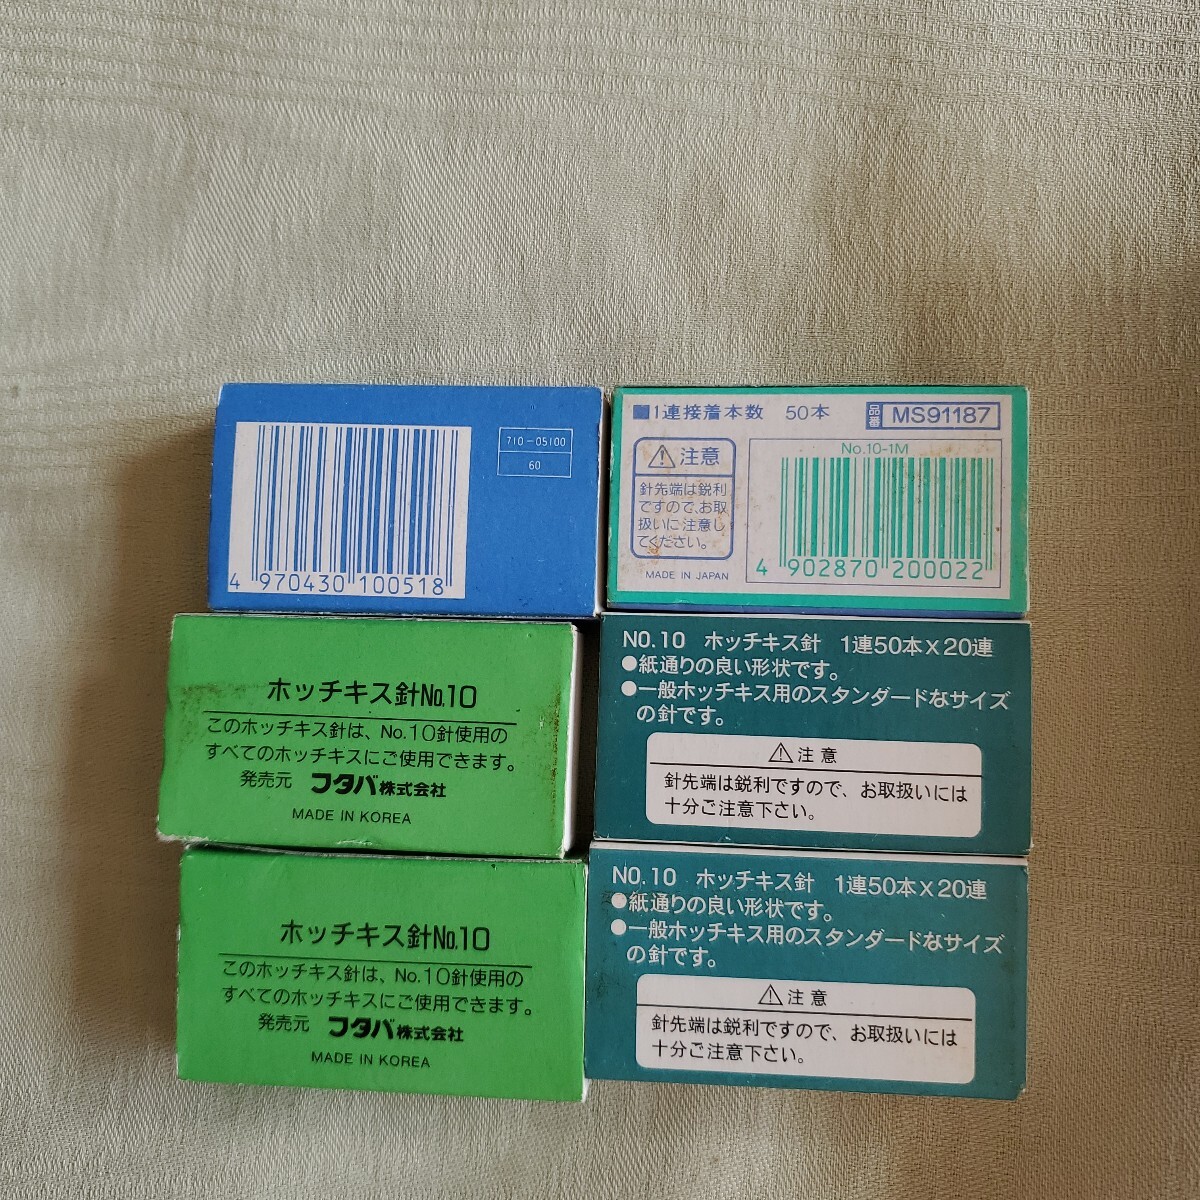 710-05100
60
4 970430 100518
■1連接着本数 50本
品番 MS91187
⚠注意
針先端は鋭利
ですので、お取
扱いに注意し
てください。
MADE IN JAPAN
No.10-1M
4 902870 200022
ホッチキス針No.10
このホッチキス針は、No.10針使用の
すべてのホッチキスにご使用できます。
発売元 フタバ株式会社
MADE IN KOREA
NO.10 ホッチキス針 1連50本×20連
●紙通りの良い形状です。
●一般ホッチキス用のスタンダードなサイズ
の針です。
⚠注意
針先端は鋭利ですので、お取扱いには
十分ご注意下さい。
ホッチキス針No.10
このホッチキス針は、No.10針使用の
すべてのホッチキスにご使用できます。
発売元 フタバ株式会社
MADE IN KOREA
NO.10 ホッチキス針 1連50本×20連
●紙通りの良い形状です。
●一般ホッチキス用のスタンダードなサイズ
の針です。
⚠注意
針先端は鋭利ですので、お取扱いには
十分ご注意下さい。